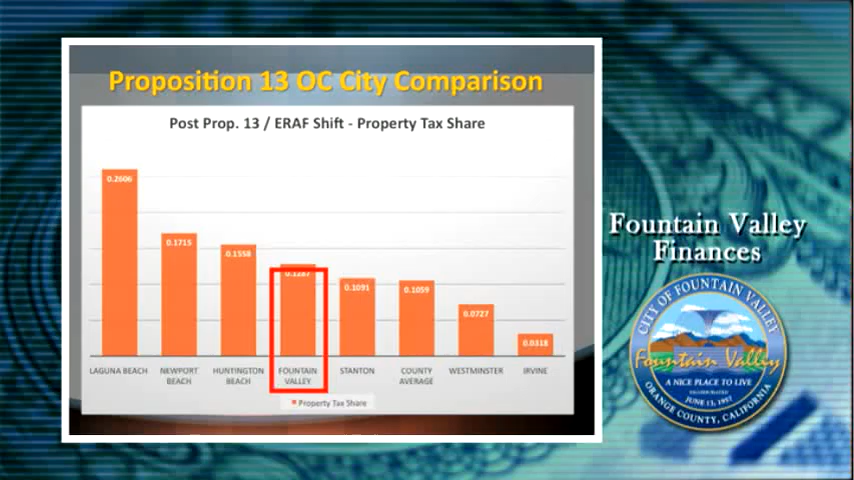 Proposition 13 OC City Comparison
Post Prop. 13 / ERAF Shift - Property Tax Share
0.2606
0.1715
0.1558
0.1287
0.1091
0.1059
0.0727
0.0318
LAGUNA BEACH
NEWPORT
BEACH
HUNTINGTON
BEACH
FOUNTAIN
VALLEY
STANTON
COUNTY
AVERAGE
WESTMINSTER
IRVINE
Property Tax Share
Fountain Valley
Finances
CITY OF FOUNTAIN VALLEY
Fountain Valley
A NICE PLACE TO LIVE
INCORPORATED
JUNE 13, 1957
ORANGE COUNTY, CALIFORNIA